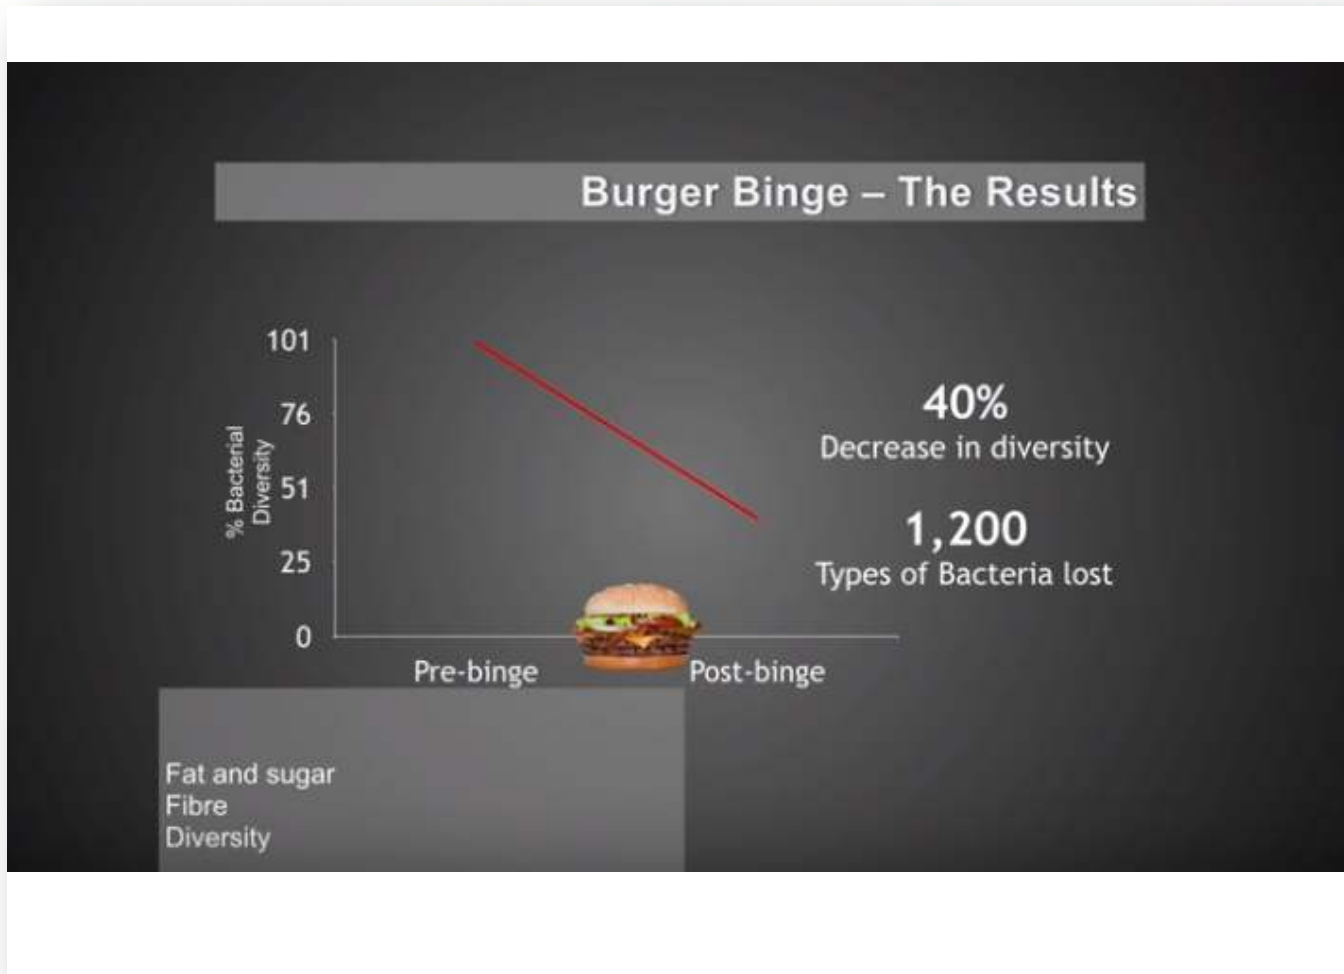 Burger Binge – The Results
101
76
51
25
0
% Bacterial
Diversity
Pre-binge
Post-binge
40%
Decrease in diversity
1,200
Types of Bacteria lost
Fat and sugar
Fibre
Diversity